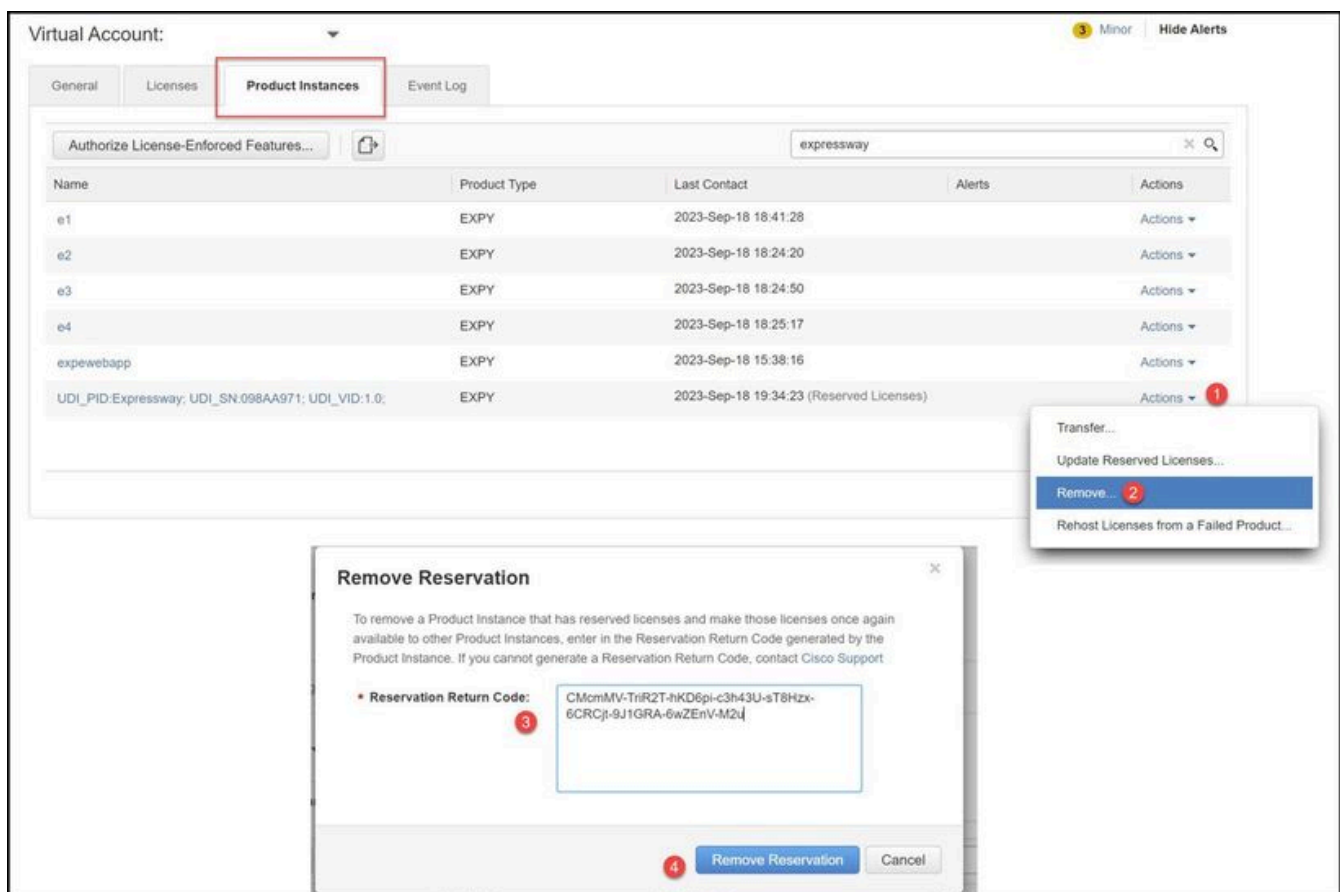 Virtual Account:
3 Minor Hide Alerts
General Licenses Product Instances Event Log
Authorize License-Enforced Features...
expressway
Name Product Type Last Contact Alerts Actions
e1 EXPY 2023-Sep-18 18:41:28 Actions
e2 EXPY 2023-Sep-18 18:24:20 Actions
e3 EXPY 2023-Sep-18 18:24:50 Actions
e4 EXPY 2023-Sep-18 18:25:17 Actions
expewebapp EXPY 2023-Sep-18 15:38:16 Actions
UDI_PID:Expressway; UDI_SN:098AA971; UDI_VID:1.0; EXPY 2023-Sep-18 19:34:23 (Reserved Licenses) Actions 1
Transfer...
Update Reserved Licenses...
Remove... 2
Rehost Licenses from a Failed Product...
Remove Reservation
To remove a Product Instance that has reserved licenses and make those licenses once again
available to other Product Instances, enter in the Reservation Return Code generated by the
Product Instance. If you cannot generate a Reservation Return Code, contact Cisco Support
* Reservation Return Code: CMcmMV-TriR2T-hKD6pi-c3h43U-sT8Hzx-
3 6CRCjt-9J1GRA-6wZEnV-M2u
4 Remove Reservation Cancel